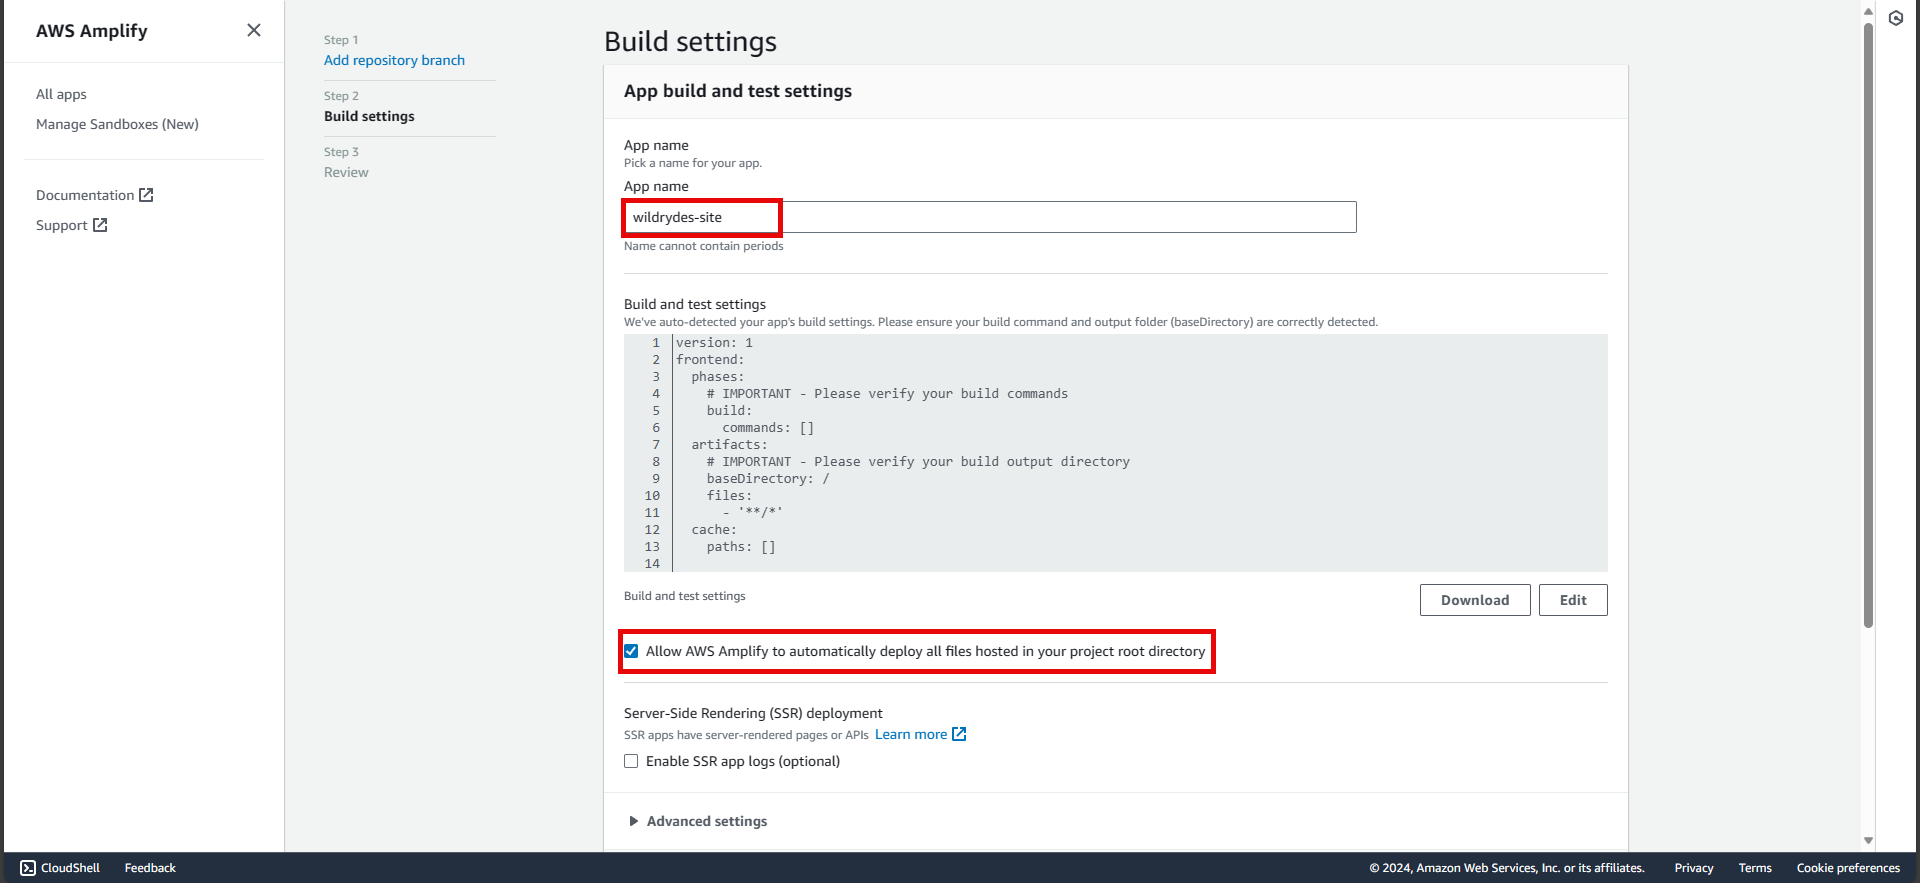 AWS Amplify
All apps
Manage Sandboxes (New)
Documentation
Support
Step 1
Add repository branch
Step 2
Build settings
Step 3
Review
Build settings
App build and test settings
App name
Pick a name for your app.
App name
wildrydes-site
Name cannot contain periods
Build and test settings
We've auto-detected your app's build settings. Please ensure your build command and output folder (baseDirectory) are correctly detected.
1 version: 1
2 frontend:
3   phases:
4     # IMPORTANT - Please verify your build commands
5     build:
6       commands: []
7   artifacts:
8     # IMPORTANT - Please verify your build output directory
9     baseDirectory: /
10     files:
11       - '**/*'
12   cache:
13     paths: []
14
Build and test settings
Download Edit
Allow AWS Amplify to automatically deploy all files hosted in your project root directory
Server-Side Rendering (SSR) deployment
SSR apps have server-rendered pages or APIs Learn more
Enable SSR app logs (optional)
Advanced settings
CloudShell Feedback © 2024, Amazon Web Services, Inc. or its affiliates. Privacy Terms Cookie preferences